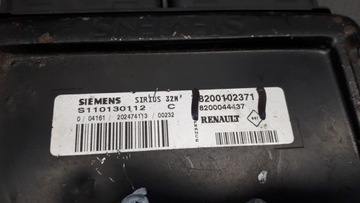 SIEMENS SIRIUS 32N
S110130112 C
0 / 04161 / 202474113 / 00232
8200102371
8200044437
RENAULT